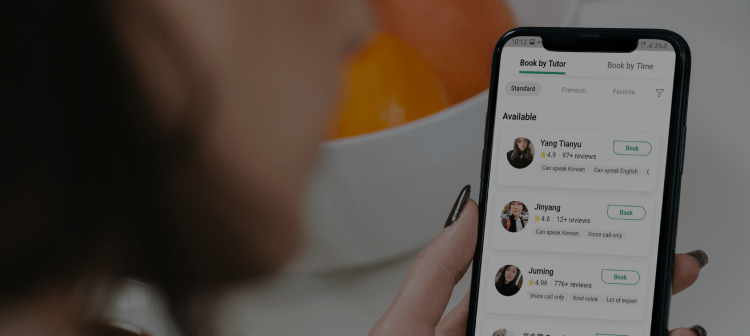 10:12
3%
Book by Tutor
Book by Time
Standard
Premium
Favorite
Available
Yang Tianyu
Book
4.9 97+ reviews
Can speak Korean Can speak English
Jinyang
Book
4.6 12+ reviews
Can speak Korean Voice call only
Juming
Book
4.96 776+ reviews
Voice call only Kind voice Lot of experi